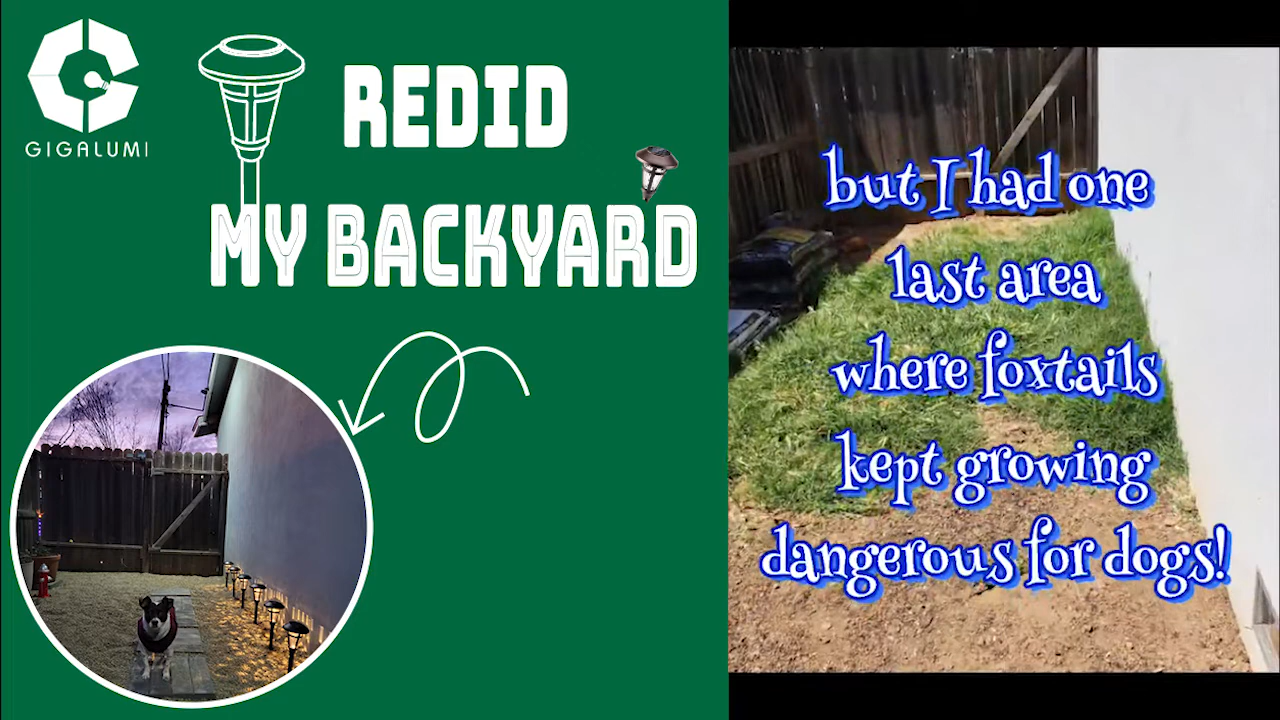 GIGALUMI
REDID
MY BACKYARD
but I had one
last area
where foxtails
kept growing
dangerous for dogs!